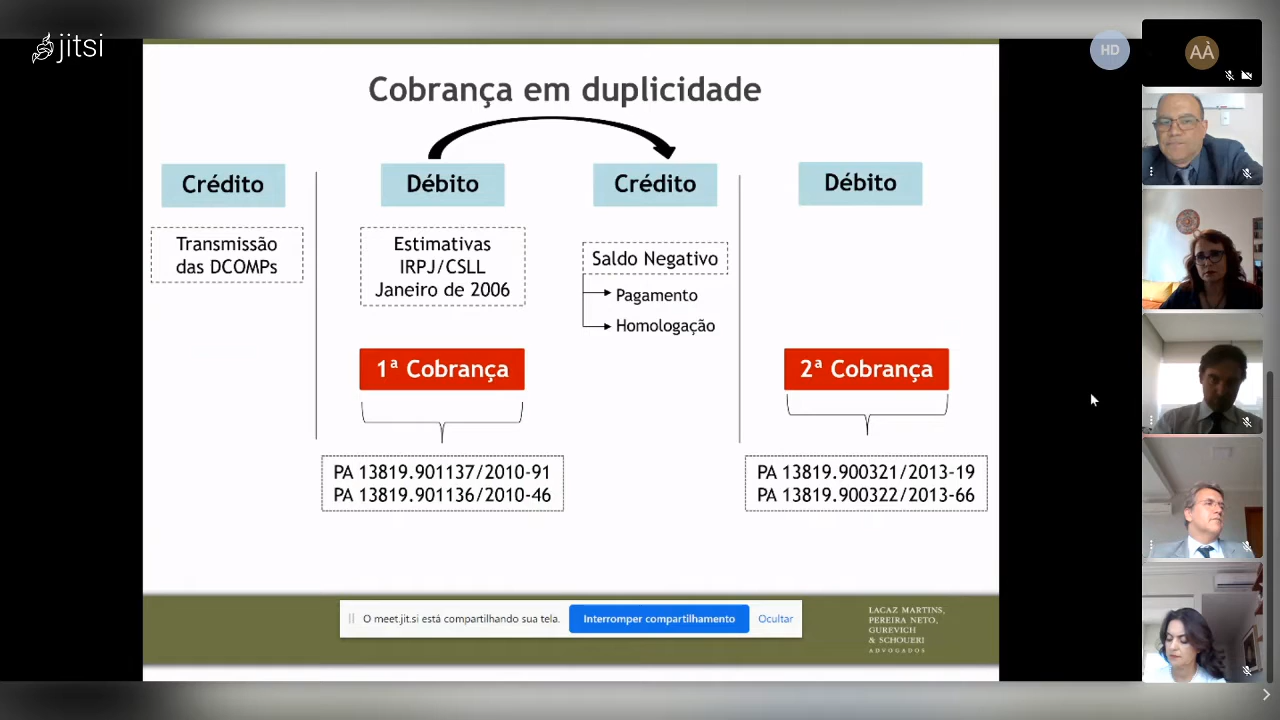 jitsi
HD
AÀ
Cobrança em duplicidade
Crédito
Débito
Crédito
Débito
Transmissão
das DCOMPs
Estimativas
IRPJ/CSLL
Janeiro de 2006
Saldo Negativo
Pagamento
Homologação
1ª Cobrança
2ª Cobrança
PA 13819.901137/2010-91
PA 13819.901136/2010-46
PA 13819.900321/2013-19
PA 13819.900322/2013-66
O meet.jit.si está compartilhando sua tela.
Interromper compartilhamento
Ocultar
LACAZ MARTINS,
PEREIRA NETO,
GUREVICH
& SCHOUERI
ADVOGADOS